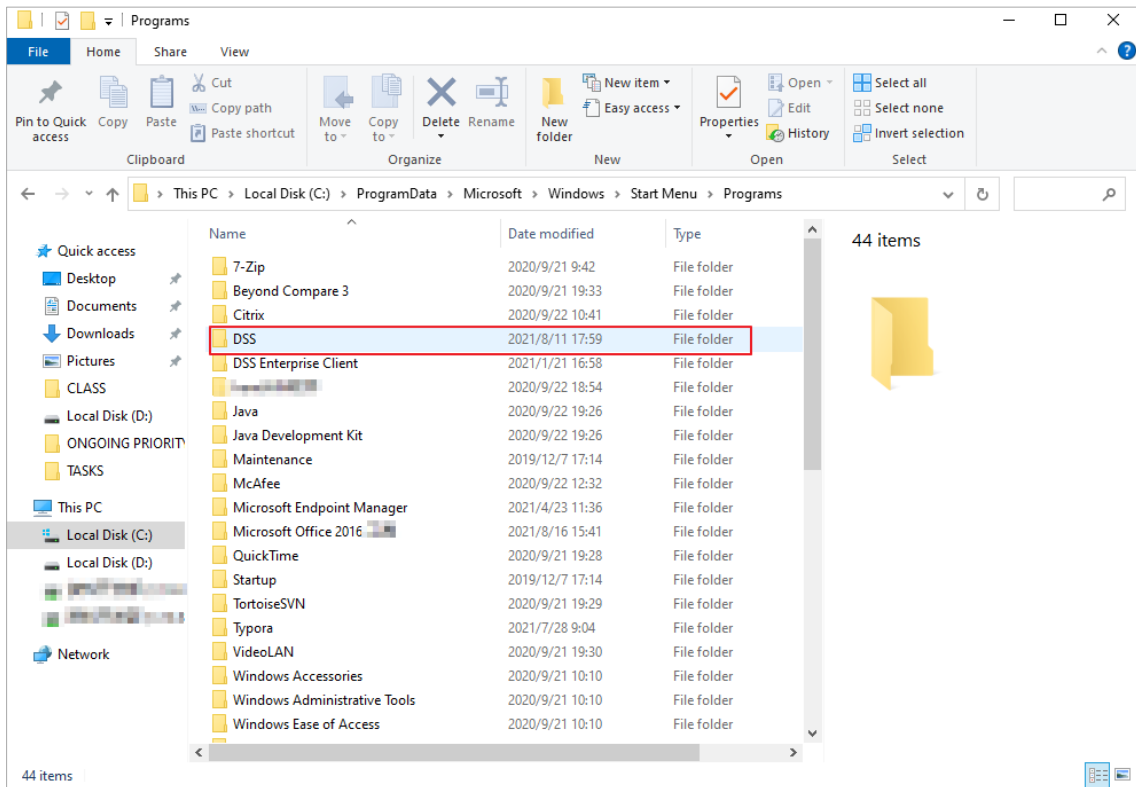 Programs
File Home Share View
Pin to Quick access
Copy
Paste
Cut
Copy path
Paste shortcut
Clipboard
Move to
Copy to
Delete
Rename
Organize
New folder
New item
Easy access
New
Properties
Open
Edit
History
Open
Select all
Select none
Invert selection
Select
This PC > Local Disk (C:) > ProgramData > Microsoft > Windows > Start Menu > Programs
Quick access
Desktop
Documents
Downloads
Pictures
CLASS
Local Disk (D:)
ONGOING PRIORIT
TASKS
This PC
Local Disk (C:)
Local Disk (D:)
Network
Name Date modified Type
7-Zip 2020/9/21 9:42 File folder
Beyond Compare 3 2020/9/21 19:33 File folder
Citrix 2020/9/22 10:41 File folder
DSS 2021/8/11 17:59 File folder
DSS Enterprise Client 2021/1/21 16:58 File folder
2020/9/22 18:54 File folder
Java 2020/9/22 19:26 File folder
Java Development Kit 2020/9/22 19:26 File folder
Maintenance 2019/12/7 17:14 File folder
McAfee 2020/9/22 12:32 File folder
Microsoft Endpoint Manager 2021/4/23 11:36 File folder
Microsoft Office 2016 2021/8/16 15:41 File folder
QuickTime 2020/9/21 19:28 File folder
Startup 2019/12/7 17:14 File folder
TortoiseSVN 2020/9/21 19:29 File folder
Typora 2021/7/28 9:04 File folder
VideoLAN 2020/9/21 19:30 File folder
Windows Accessories 2020/9/21 10:10 File folder
Windows Administrative Tools 2020/9/21 10:10 File folder
Windows Ease of Access 2020/9/21 10:10 File folder
44 items
44 items